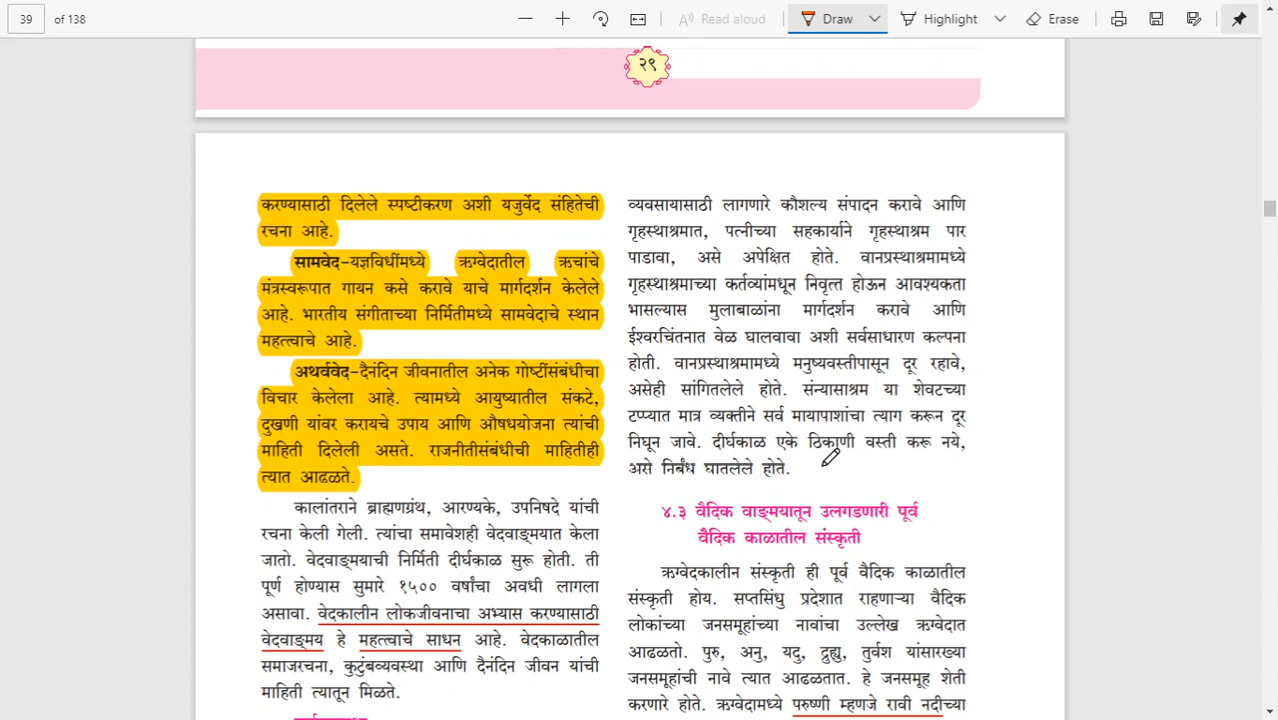 39 of 138 Read aloud Draw Highlight Erase
२९
करण्यासाठी दिलेले स्पष्टीकरण अशी यजुर्वेद संहितेची
रचना आहे.
सामवेद-यज्ञविधींमध्ये ऋग्वेदातील ऋचांचे
मंत्रस्वरूपात गायन कसे करावे याचे मार्गदर्शन केलेले
आहे. भारतीय संगीताच्या निर्मितीमध्ये सामवेदाचे स्थान
महत्त्वाचे आहे.
अथर्ववेद-दैनंदिन जीवनातील अनेक गोष्टींसंबंधीचा
विचार केलेला आहे. त्यामध्ये आयुष्यातील संकटे,
दुखणी यांवर करायचे उपाय आणि औषधयोजना त्यांची
माहिती दिलेली असते. राजनीतीसंबंधीची माहितीही
त्यात आढळते.
कालांतराने ब्राह्मणग्रंथ, आरण्यके, उपनिषदे यांची
रचना केली गेली. त्यांचा समावेशही वेदवाङ्मयात केला
जातो. वेदवाङ्मयाची निर्मिती दीर्घकाळ सुरू होती. ती
पूर्ण होण्यास सुमारे १५०० वर्षांचा अवधी लागला
असावा. वेदकालीन लोकजीवनाचा अभ्यास करण्यासाठी
वेदवाङ्मय हे महत्त्वाचे साधन आहे. वेदकाळातील
समाजरचना, कुटुंबव्यवस्था आणि दैनंदिन जीवन यांची
माहिती त्यातून मिळते.
व्यवसायासाठी लागणारे कौशल्य संपादन करावे आणि
गृहस्थाश्रमात, पत्नीच्या सहकार्याने गृहस्थाश्रम पार
पाडावा, असे अपेक्षित होते. वानप्रस्थाश्रमामध्ये
गृहस्थाश्रमाच्या कर्तव्यांमधून निवृत्त होऊन आवश्यकता
भासल्यास मुलाबाळांना मार्गदर्शन करावे आणि
ईश्वरचिंतनात वेळ घालवावा अशी सर्वसाधारण कल्पना
होती. वानप्रस्थाश्रमामध्ये मनुष्यवस्तीपासून दूर रहावे,
असेही सांगितलेले होते. संन्यासाश्रम या शेवटच्या
टप्प्यात मात्र व्यक्तीने सर्व मायापाशांचा त्याग करून दूर
निघून जावे. दीर्घकाळ एके ठिकाणी वस्ती करू नये,
असे निर्बंध घातलेले होते.
४.३ वैदिक वाङ्मयातून उलगडणारी पूर्व
वैदिक काळातील संस्कृती
ऋग्वेदकालीन संस्कृती ही पूर्व वैदिक काळातील
संस्कृती होय. सप्तसिंधु प्रदेशात राहणाऱ्या वैदिक
लोकांच्या जनसमूहांच्या नावांचा उल्लेख ऋग्वेदात
आढळतो. पुरु, अनु, यदु, द्रुह्यु, तुर्वश यांसारख्या
जनसमूहांची नावे त्यात आढळतात. हे जनसमूह शेती
करणारे होते. ऋग्वेदामध्ये परुष्णी म्हणजे रावी नदीच्या